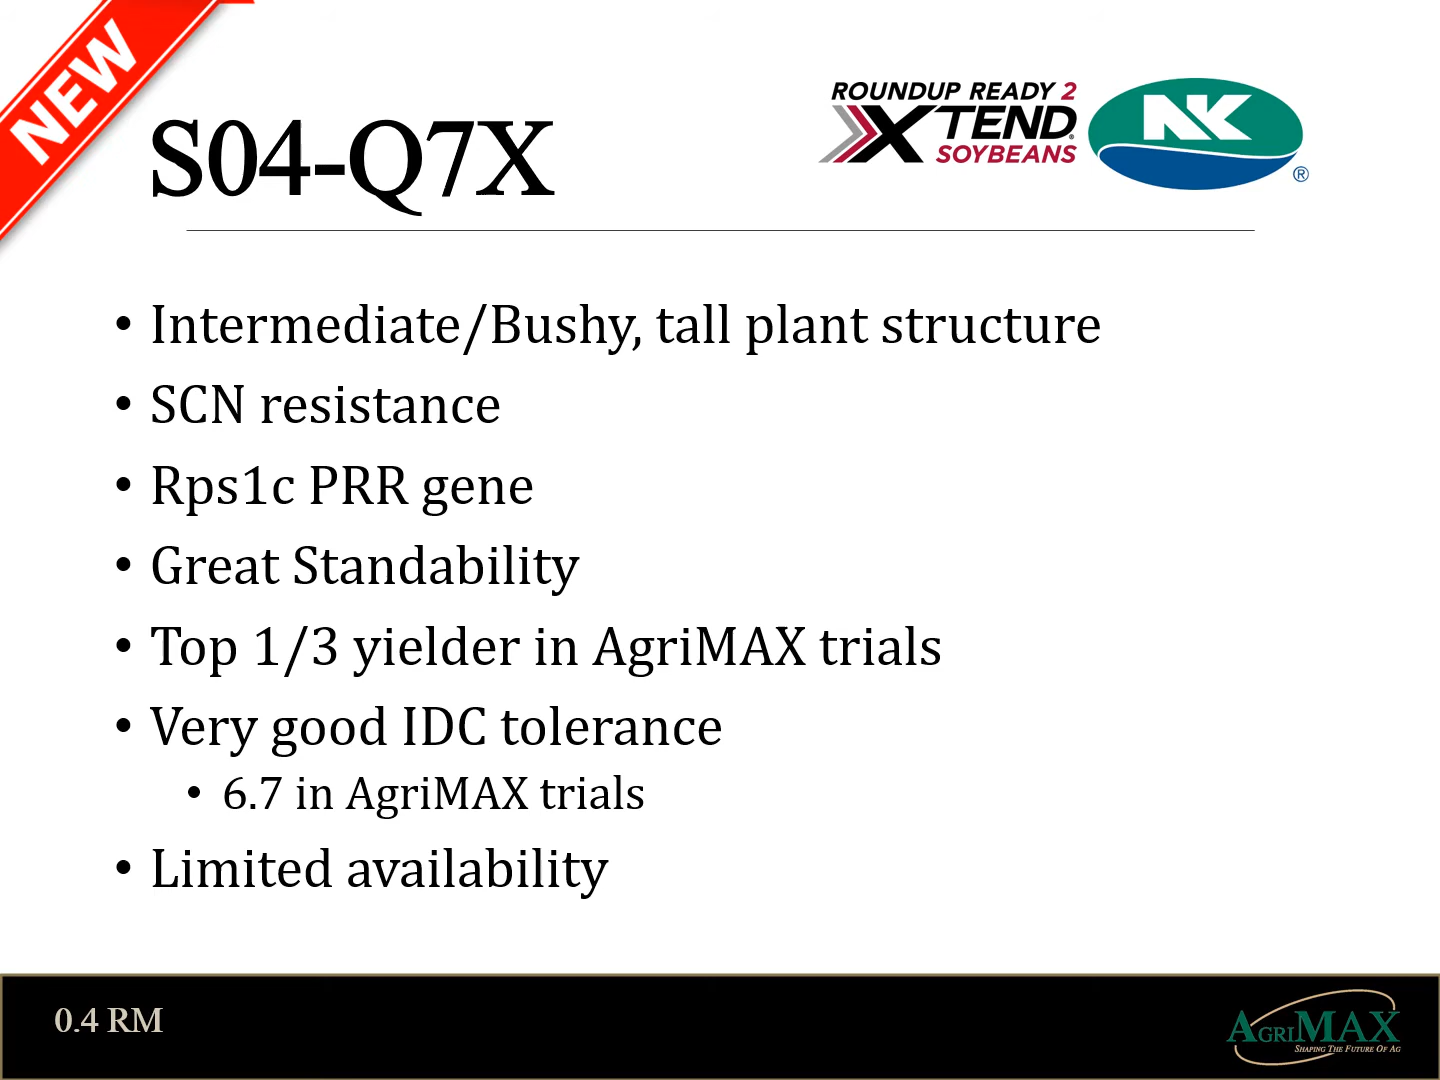 NEW
S04-Q7X
ROUNDUP READY 2
XTEND®
SOYBEANS
NK
®
• Intermediate/Bushy, tall plant structure
• SCN resistance
• Rps1c PRR gene
• Great Standability
• Top 1/3 yielder in AgriMAX trials
• Very good IDC tolerance
• 6.7 in AgriMAX trials
• Limited availability
0.4 RM
AGRIMAX
SHAPING THE FUTURE OF AG